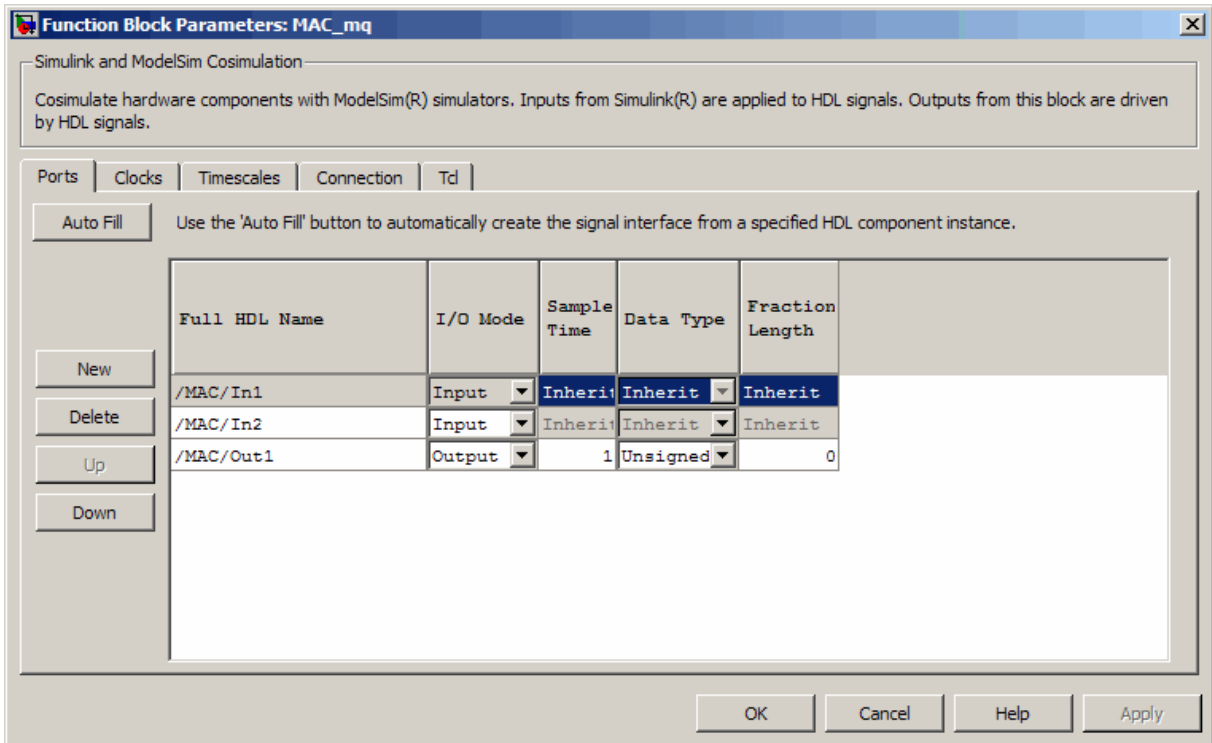 Function Block Parameters: MAC_mq
Simulink and ModelSim Cosimulation
Cosimulate hardware components with ModelSim(R) simulators. Inputs from Simulink(R) are applied to HDL signals. Outputs from this block are driven
by HDL signals.
Ports Clocks Timescales Connection Tcl
Auto Fill Use the 'Auto Fill' button to automatically create the signal interface from a specified HDL component instance.
Full HDL Name I/O Mode Sample Time Data Type Fraction Length
New
/MAC/In1 Input Inherit Inherit Inherit
Delete
/MAC/In2 Input Inherit Inherit Inherit
Up
/MAC/Out1 Output 1 Unsigned 0
Down
OK Cancel Help Apply